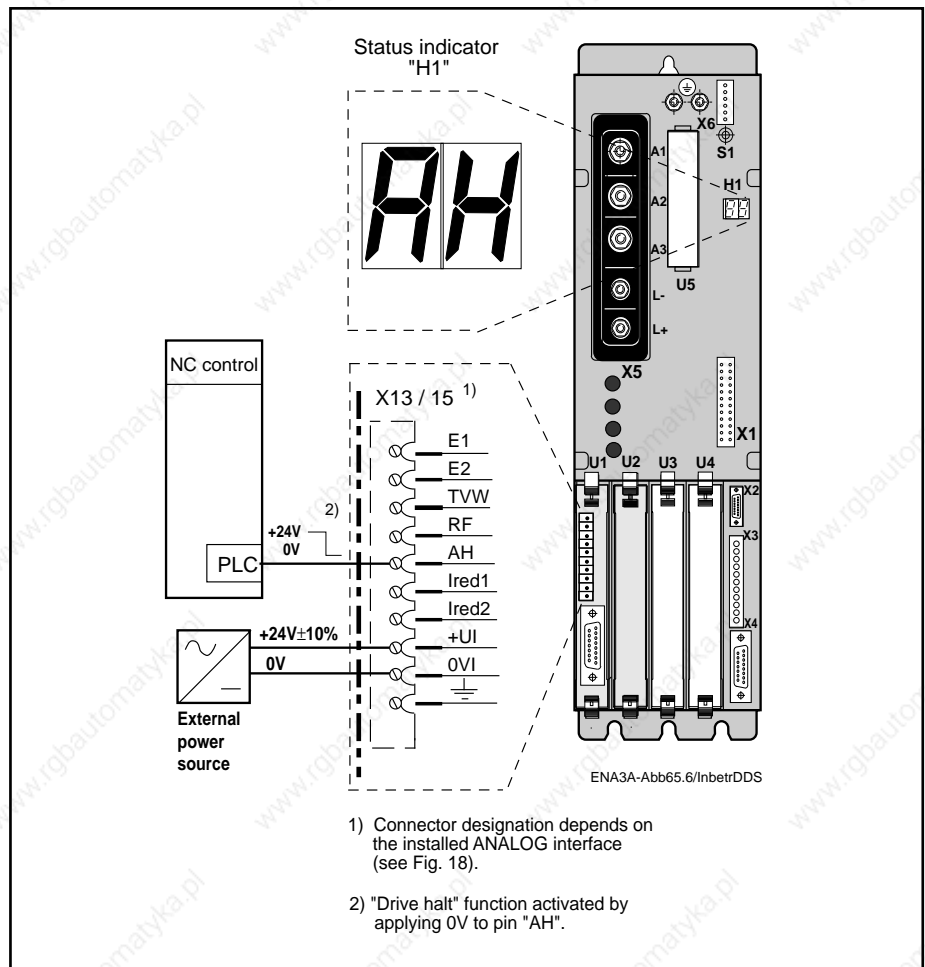 Status indicator
"H1"
AH
X6
S1
A1
H1
A2
A3
U5
L-
L+
X5
X1
U1 U2 U3 U4
X2
X3
X4
NC control
PLC
2)
+24V
0V
X13 / 15 1)
E1
E2
TVW
RF
AH
Ired1
Ired2
+UI
0VI
+24V±10%
0V
External
power
source
ENA3A-Abb65.6/InbetrDDS
1) Connector designation depends on
the installed ANALOG interface
(see Fig. 18).
2) "Drive halt" function activated by
applying 0V to pin "AH".
www.rgbautomatyka.pl